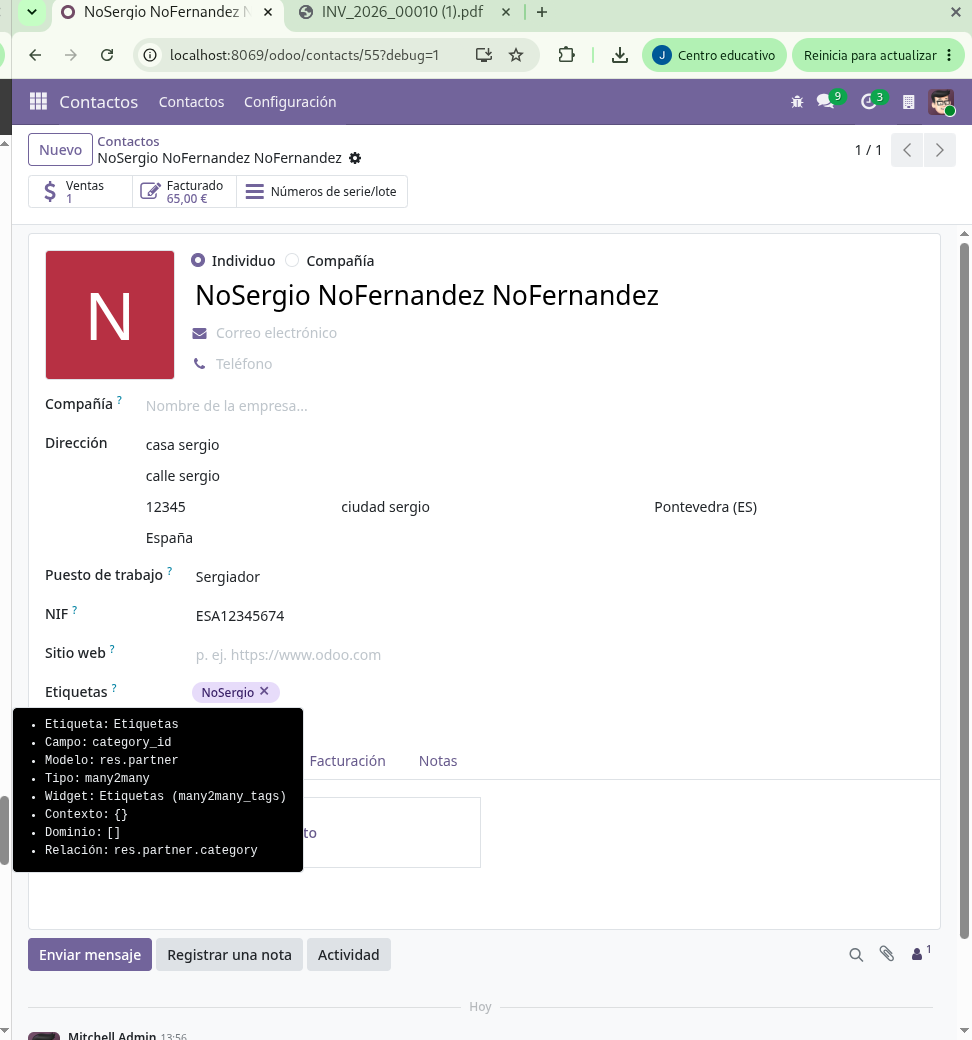 NoSergio NoFernandez N
INV_2026_00010 (1).pdf
localhost:8069/odoo/contacts/55?debug=1
J Centro educativo
Reinicia para actualizar
Contactos Contactos Configuración
9 3
Nuevo
Contactos
NoSergio NoFernandez NoFernandez
1 / 1
Ventas
1
Facturado
65,00 €
Números de serie/lote
N
Individuo Compañía
NoSergio NoFernandez NoFernandez
Correo electrónico
Teléfono
Compañía ? Nombre de la empresa...
Dirección casa sergio
calle sergio
12345 ciudad sergio Pontevedra (ES)
España
Puesto de trabajo ? Sergiador
NIF ? ESA12345674
Sitio web ? p. ej. https://www.odoo.com
Etiquetas ? NoSergio
Etiqueta: Etiquetas
Campo: category_id
Modelo: res.partner
Tipo: many2many
Widget: Etiquetas (many2many_tags)
Contexto: {}
Dominio: []
Relación: res.partner.category
Facturación Notas
to
Enviar mensaje Registrar una nota Actividad 1
Hoy
Mitchell Admin 13:56